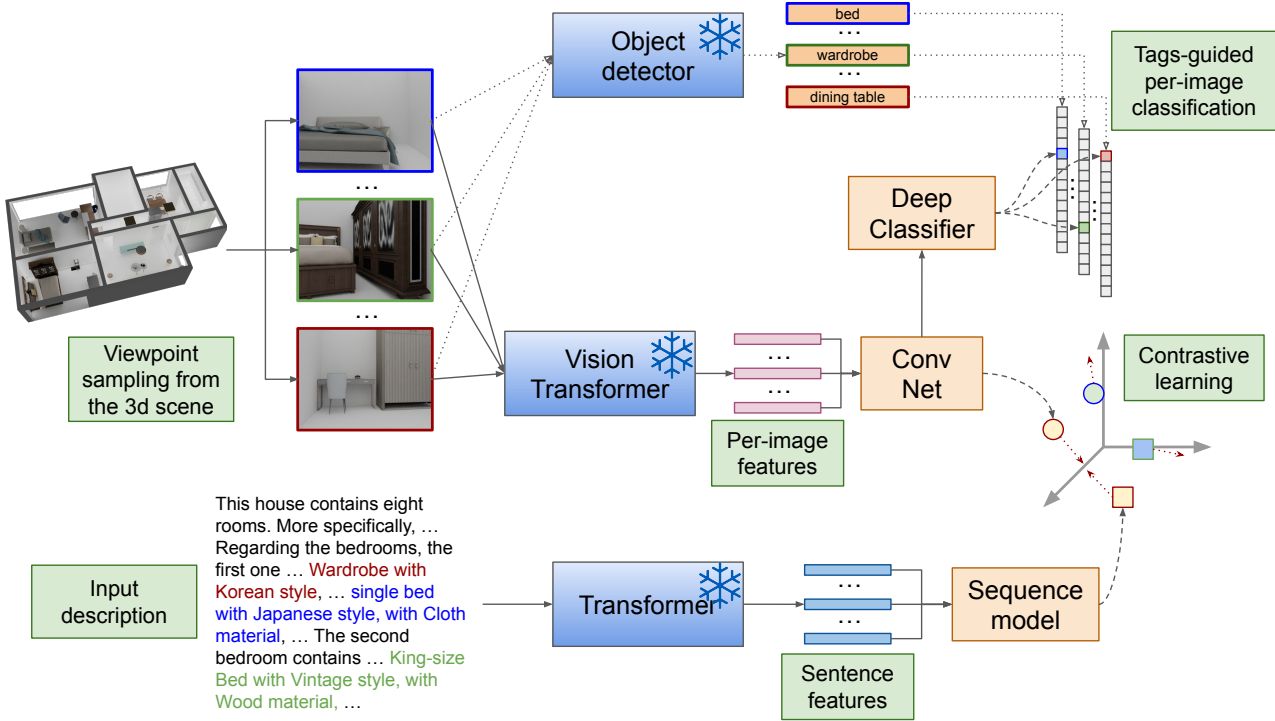 Object
detector
bed
...
wardrobe
...
dining table
Tags-guided
per-image
classification
...
...
Deep
Classifier
...
...
Viewpoint
sampling from
the 3d scene
Vision
Transformer
...
...
Conv
Net
Per-image
features
Contrastive
learning
Input
description
This house contains eight
rooms. More specifically, …
Regarding the bedrooms, the
first one … Wardrobe with
Korean style, … single bed
with Japanese style, with Cloth
material, … The second
bedroom contains … King-size
Bed with Vintage style, with
Wood material, …
Transformer
...
...
Sentence
features
Sequence
model